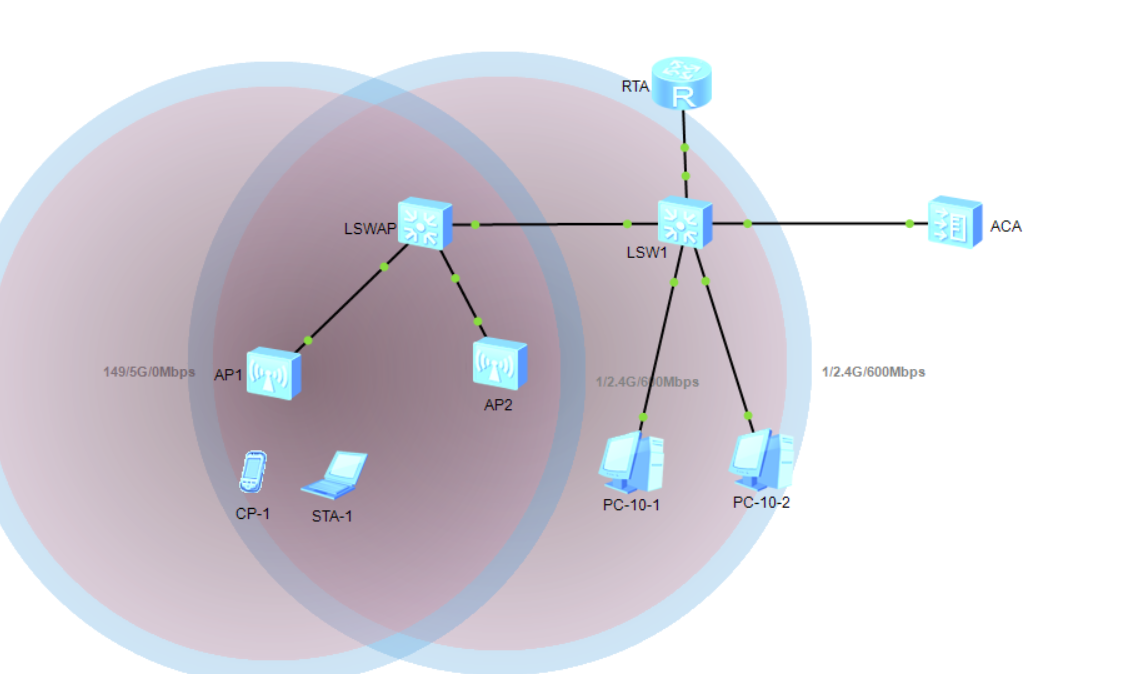 RTA
R
LSWAP
LSW1
ACA
149/5G/0Mbps
AP1
AP2
1/2.4G/600Mbps
1/2.4G/600Mbps
CP-1
STA-1
PC-10-1
PC-10-2